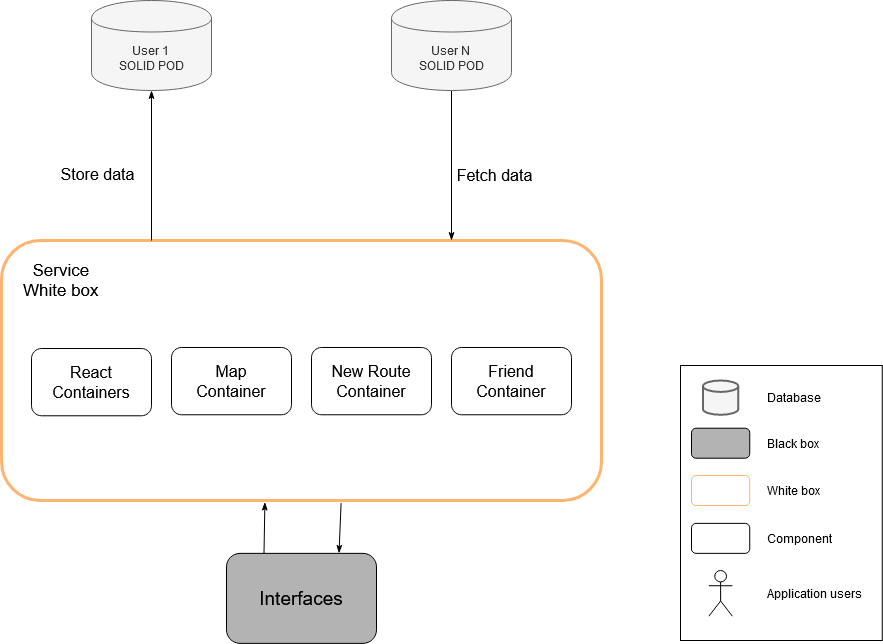 User 1
SOLID POD
User N
SOLID POD
Store data
Fetch data
Service
White box
React
Containers
Map
Container
New Route
Container
Friend
Container
Interfaces
Database
Black box
White box
Component
Application users